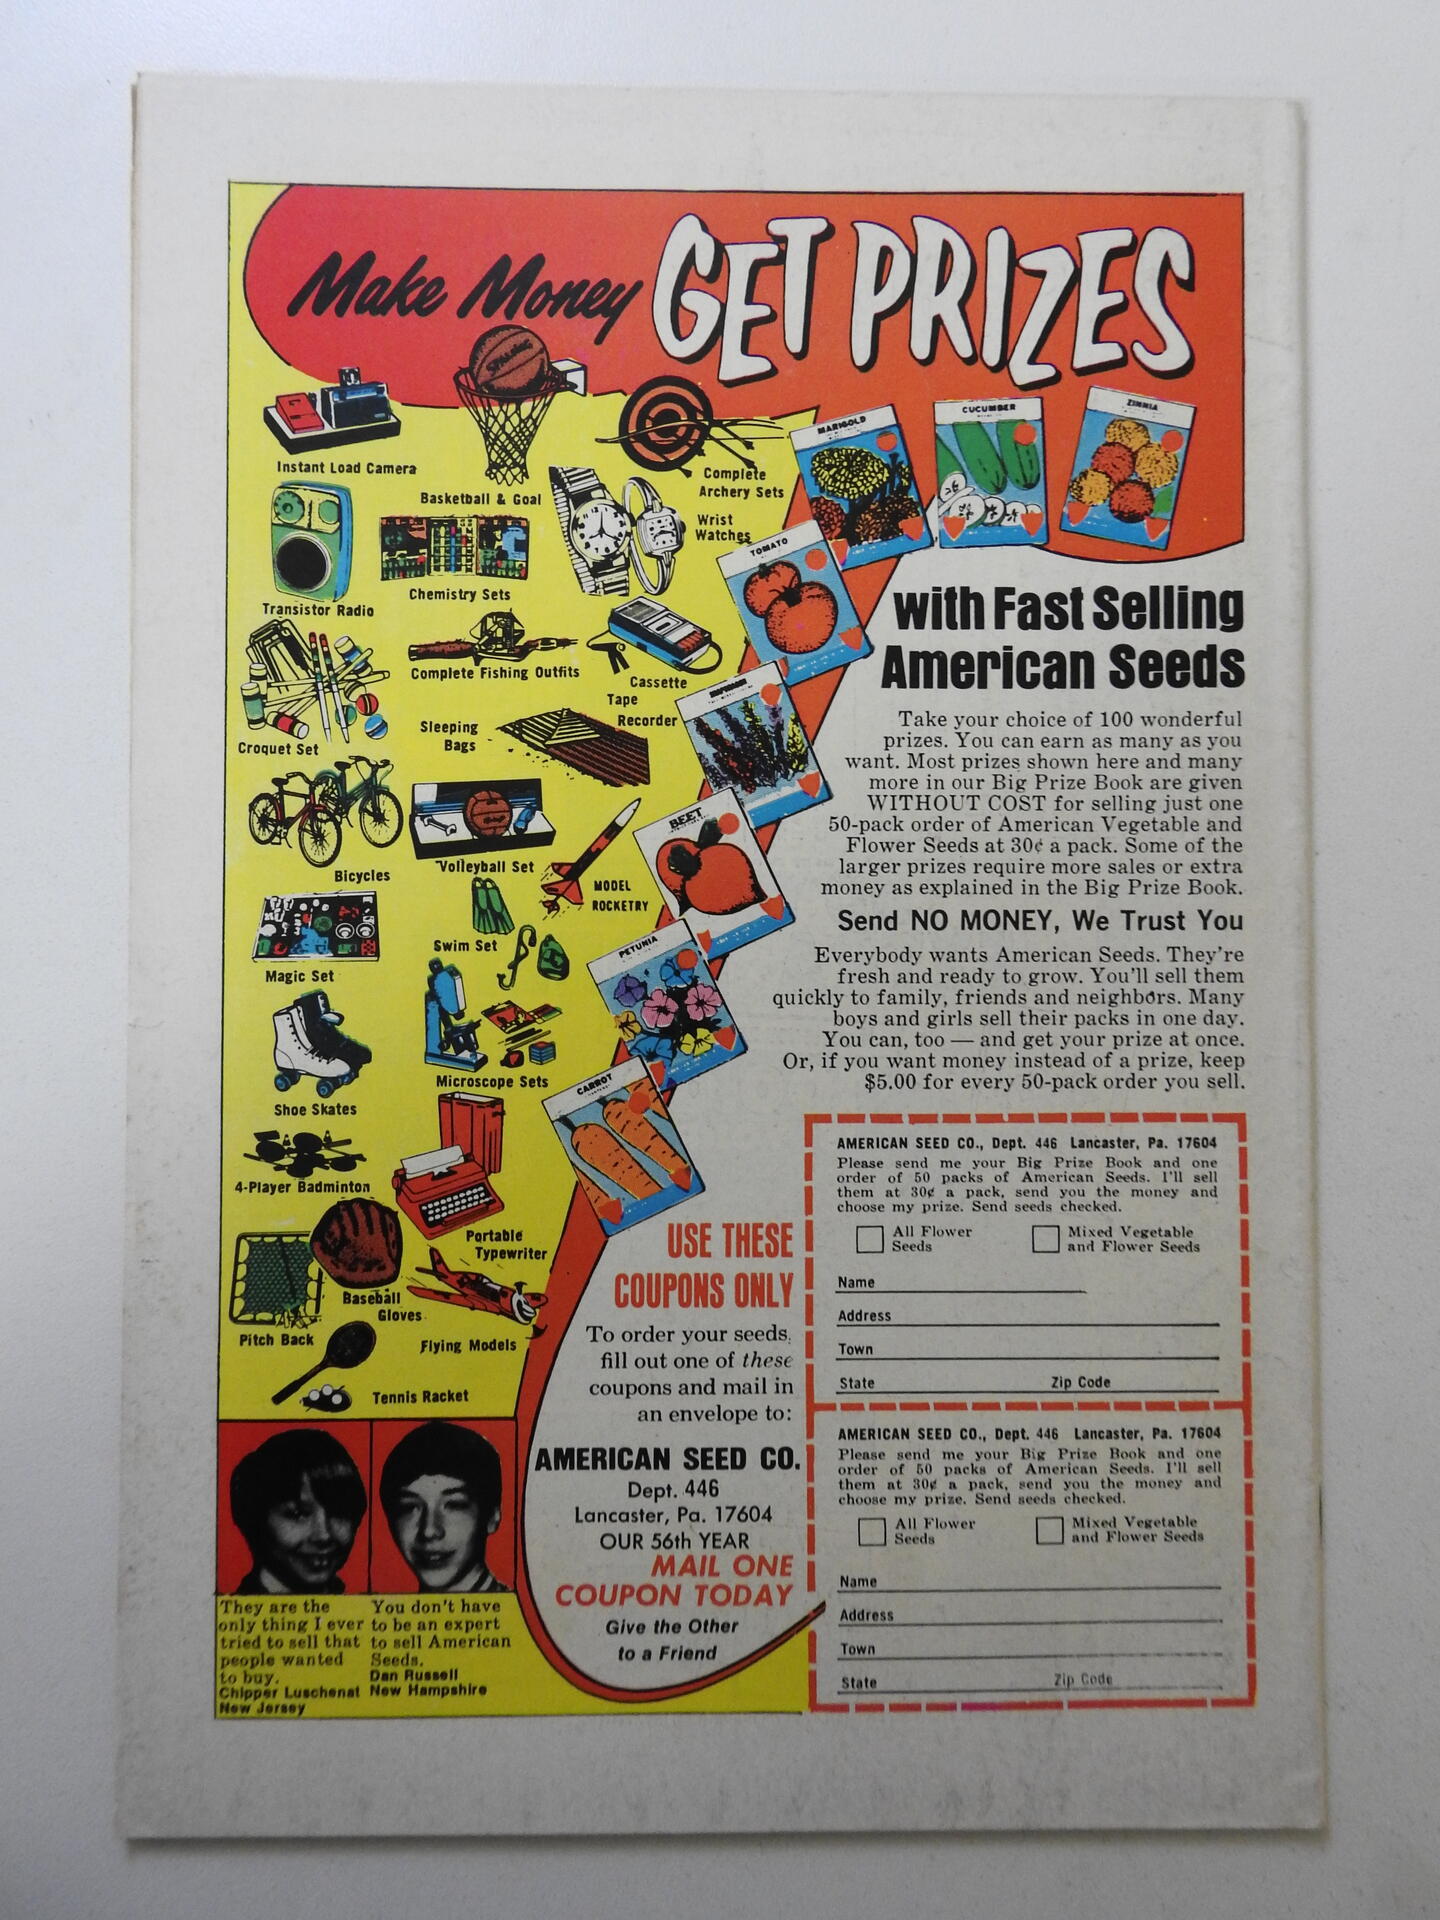 Make Money GET PRIZES
SPALDING
Instant Load Camera
Basketball & Goal
Complete
Archery Sets
Wrist
Watches
Transistor Radio
Chemistry Sets
Complete Fishing Outfits
Cassette
Tape
Recorder
Croquet Set
Sleeping
Bags
Bicycles
Volleyball Set
MODEL
ROCKETRY
Magic Set
Swim Set
Shoe Skates
Microscope Sets
4-Player Badminton
Portable
Typewriter
Pitch Back
Baseball
Gloves
Flying Models
Tennis Racket
MARIGOLD
CUCUMBER
ZINNIA
TOMATO
BEET
PETUNIA
CARROT
with Fast Selling
American Seeds
Take your choice of 100 wonderful
prizes. You can earn as many as you
want. Most prizes shown here and many
more in our Big Prize Book are given
WITHOUT COST for selling just one
50-pack order of American Vegetable and
Flower Seeds at 30¢ a pack. Some of the
larger prizes require more sales or extra
money as explained in the Big Prize Book.
Send NO MONEY, We Trust You
Everybody wants American Seeds. They're
fresh and ready to grow. You'll sell them
quickly to family, friends and neighbors. Many
boys and girls sell their packs in one day.
You can, too — and get your prize at once.
Or, if you want money instead of a prize, keep
$5.00 for every 50-pack order you sell.
USE THESE
COUPONS ONLY
To order your seeds,
fill out one of these
coupons and mail in
an envelope to:
AMERICAN SEED CO.
Dept. 446
Lancaster, Pa. 17604
OUR 56th YEAR
MAIL ONE
COUPON TODAY
Give the Other
to a Friend
AMERICAN SEED CO., Dept. 446 Lancaster, Pa. 17604
Please send me your Big Prize Book and one
order of 50 packs of American Seeds. I'll sell
them at 30¢ a pack, send you the money and
choose my prize. Send seeds checked.
All Flower
Seeds
Mixed Vegetable
and Flower Seeds
Name
Address
Town
State Zip Code
AMERICAN SEED CO., Dept. 446 Lancaster, Pa. 17604
Please send me your Big Prize Book and one
order of 50 packs of American Seeds. I'll sell
them at 30¢ a pack, send you the money and
choose my prize. Send seeds checked.
All Flower
Seeds
Mixed Vegetable
and Flower Seeds
Name
Address
Town
State Zip Code
They are the
only thing I ever
tried to sell that
people wanted
to buy.
Chipper Luschenat
New Jersey
You don't have
to be an expert
to sell American
Seeds.
Dan Russell
New Hampshire